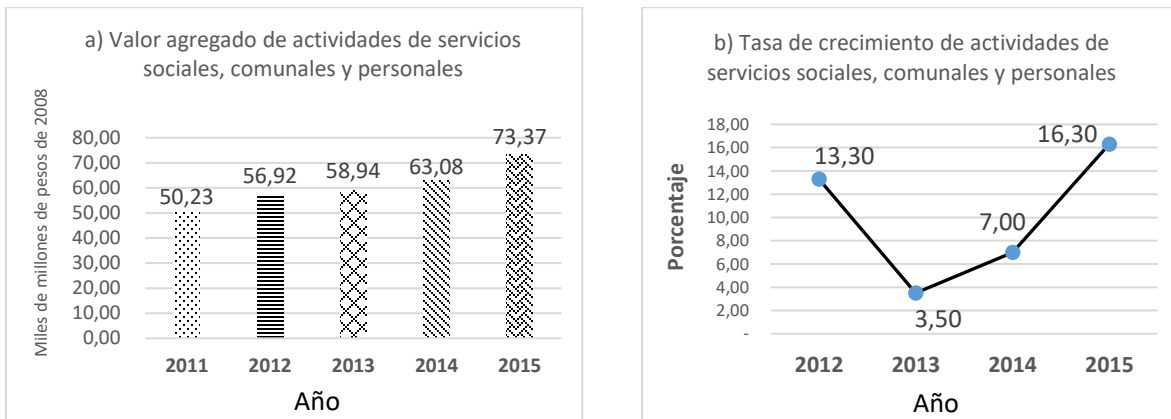 a) Valor agregado de actividades de servicios
sociales, comunales y personales
Miles de millones de pesos de 2008
80,00
70,00
60,00
50,00
40,00
30,00
20,00
10,00
0,00
50,23
56,92
58,94
63,08
73,37
2011 2012 2013 2014 2015
Año
b) Tasa de crecimiento de actividades de
servicios sociales, comunales y personales
Porcentaje
18,00
16,00
14,00
12,00
10,00
8,00
6,00
4,00
2,00
-
13,30
3,50
7,00
16,30
2012 2013 2014 2015
Año